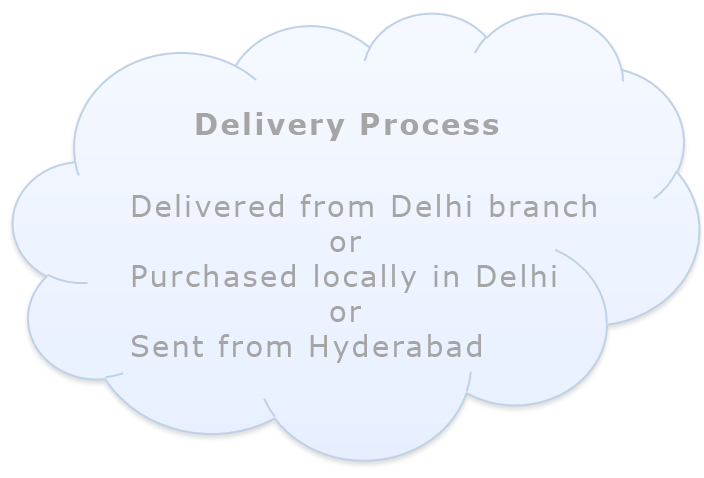 Delivery Process
Delivered from Delhi branch
or
Purchased locally in Delhi
or
Sent from Hyderabad